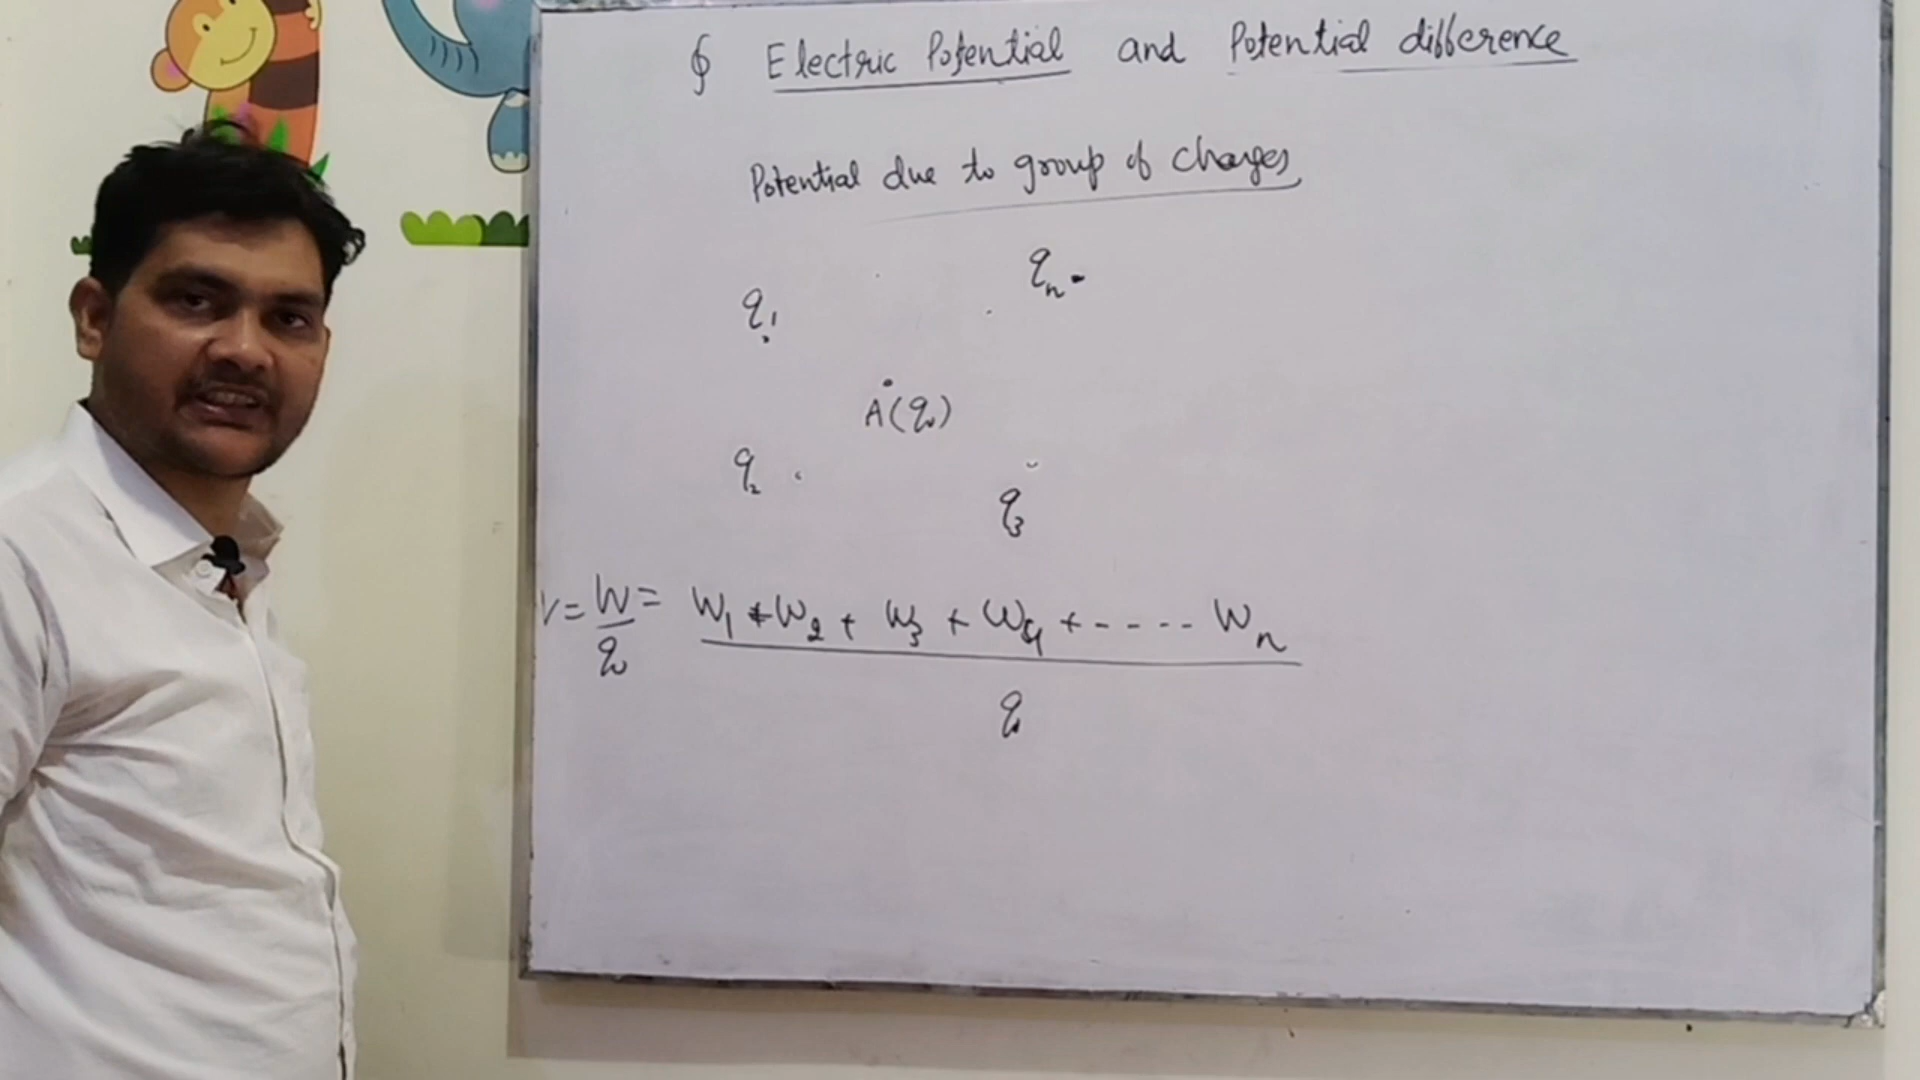 § Electric Potential and Potential difference
Potential due to group of charges
qₙ
q₁
A(q₀)
q₂
q₃
V = W/q₀ = W₁ + W₂ + W₃ + W₄ + ----- Wₙ
q₀